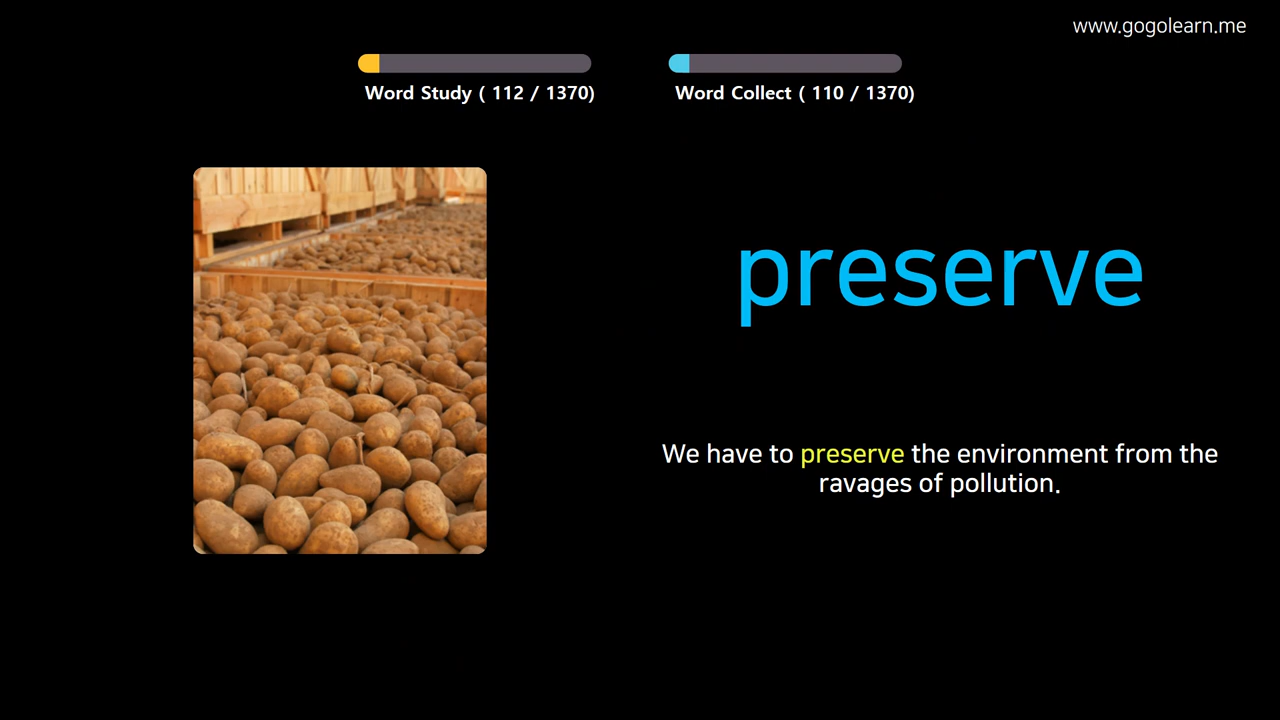 www.gogolearn.me
Word Study ( 112 / 1370)
Word Collect ( 110 / 1370)
preserve
We have to preserve the environment from the
ravages of pollution.